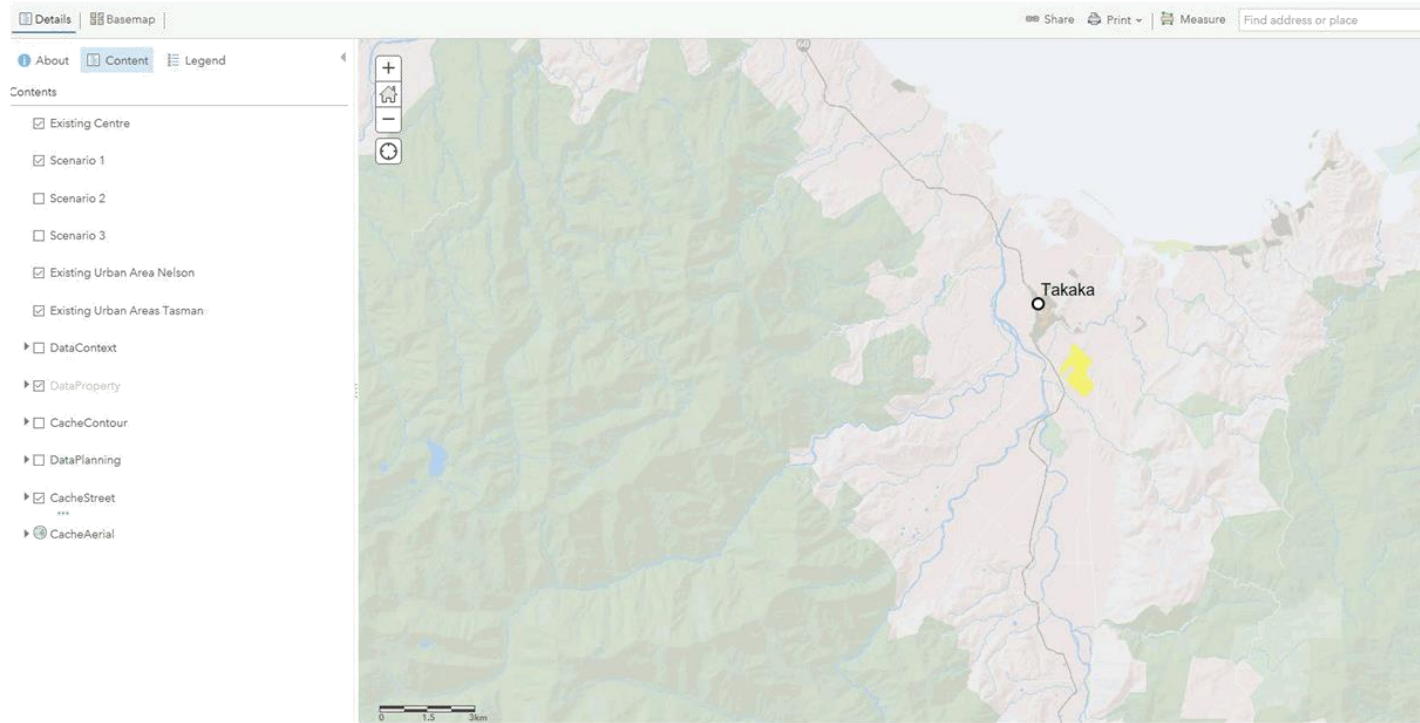 Details Basemap Share Print Measure Find address or place
About Content Legend
Contents
Existing Centre
Scenario 1
Scenario 2
Scenario 3
Existing Urban Area Nelson
Existing Urban Areas Tasman
DataContext
DataProperty
CacheContour
DataPlanning
CacheStreet
CacheAerial
60
Takaka
0 1.5 3km